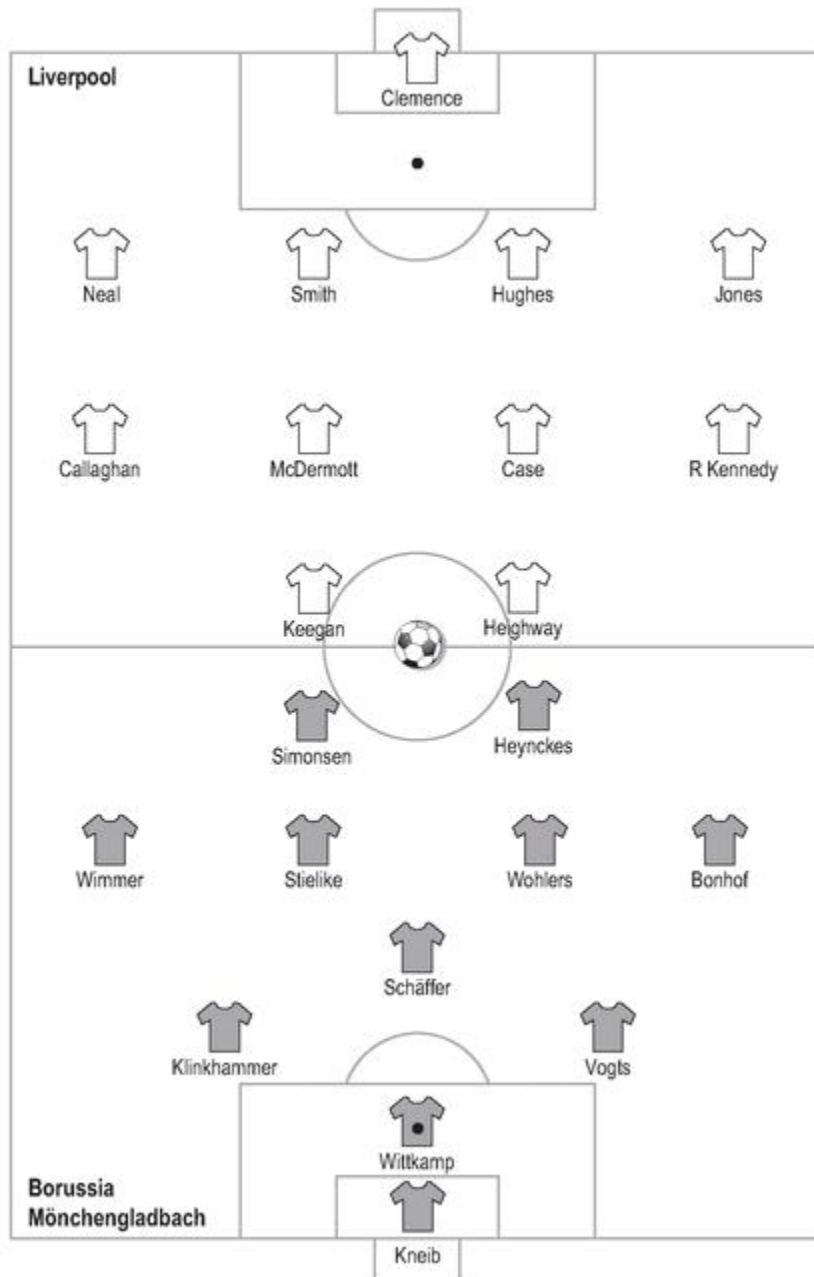 Liverpool
Clemence
Neal Smith Hughes Jones
Callaghan McDermott Case R Kennedy
Keegan Heighway
Simonsen Heynckes
Wimmer Stielike Wohlers Bonhof
Schäffer
Klinkhammer Vogts
Wittkamp
Borussia
Mönchengladbach
Kneib